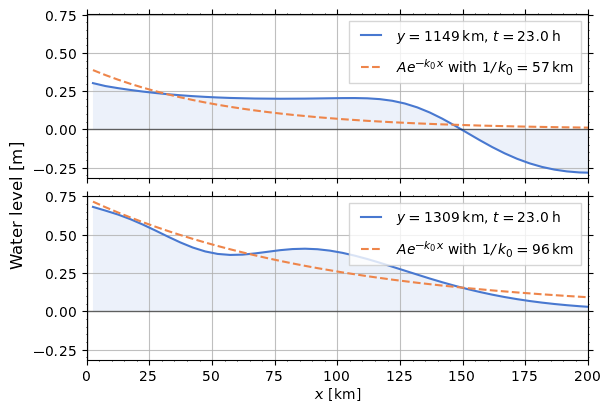 0.75
0.50
0.25
0.00
−0.25
y = 1149 km, t = 23.0 h
Ae^{−k₀x} with 1/k₀ = 57 km
Water level [m]
0.75
0.50
0.25
0.00
−0.25
y = 1309 km, t = 23.0 h
Ae^{−k₀x} with 1/k₀ = 96 km
0 25 50 75 100 125 150 175 200
x [km]